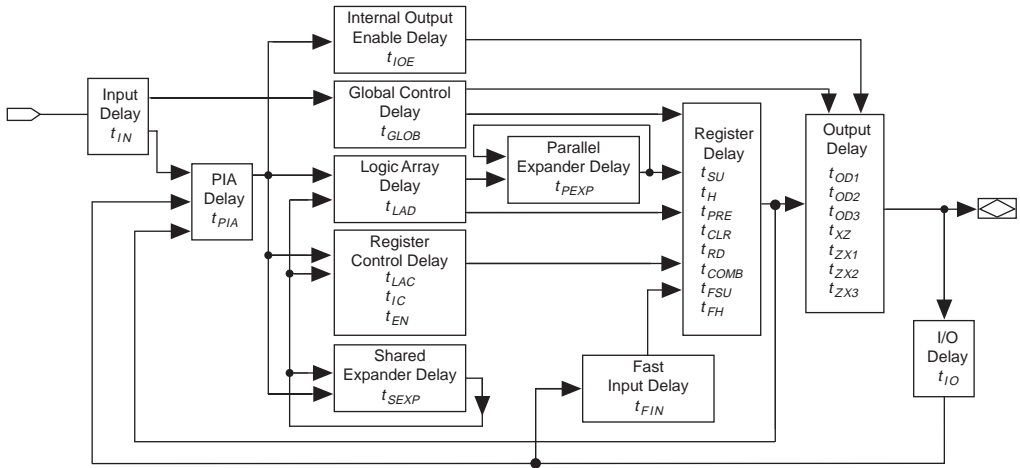 Internal Output
Enable Delay
tIOE
Input
Delay
tIN
Global Control
Delay
tGLOB
PIA
Delay
tPIA
Logic Array
Delay
tLAD
Parallel
Expander Delay
tPEXP
Register
Control Delay
tLAC
tIC
tEN
Shared
Expander Delay
tSEXP
Fast
Input Delay
tFIN
Register
Delay
tSU
tH
tPRE
tCLR
tRD
tCOMB
tFSU
tFH
Output
Delay
tOD1
tOD2
tOD3
tXZ
tZX1
tZX2
tZX3
I/O
Delay
tIO